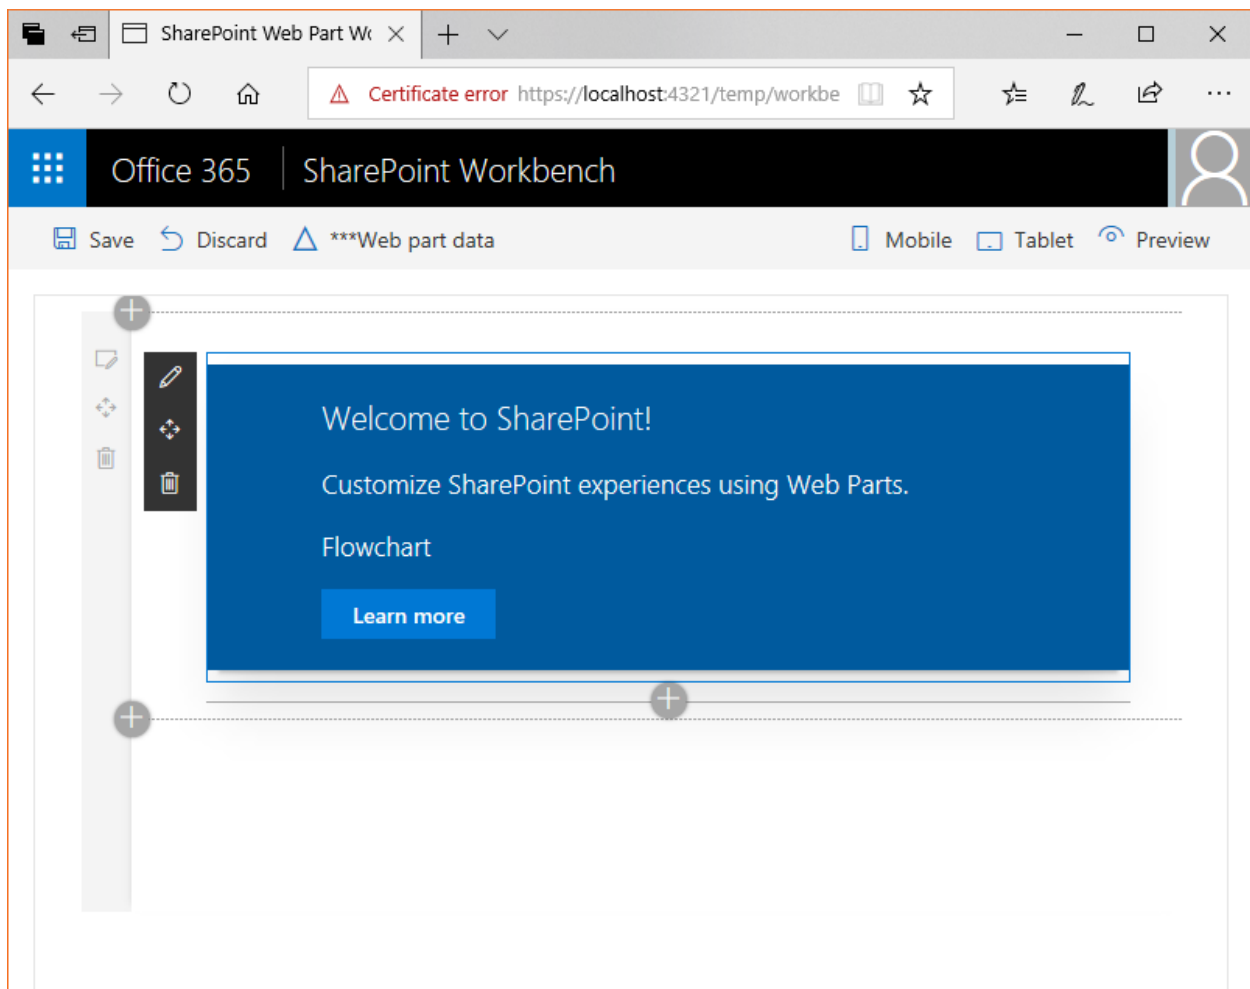 SharePoint Web Part Wo
Certificate error https://localhost:4321/temp/workbe
Office 365 SharePoint Workbench
Save Discard ***Web part data Mobile Tablet Preview
Welcome to SharePoint!
Customize SharePoint experiences using Web Parts.
Flowchart
Learn more